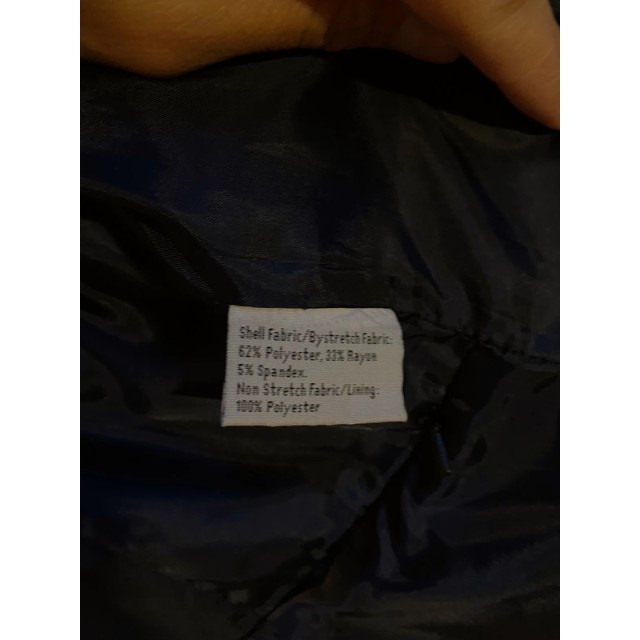 Shell Fabric/Bystretch Fabric:
62% Polyester, 33% Rayon
5% Spandex.
Non Stretch Fabric/Lining:
100% Polyester